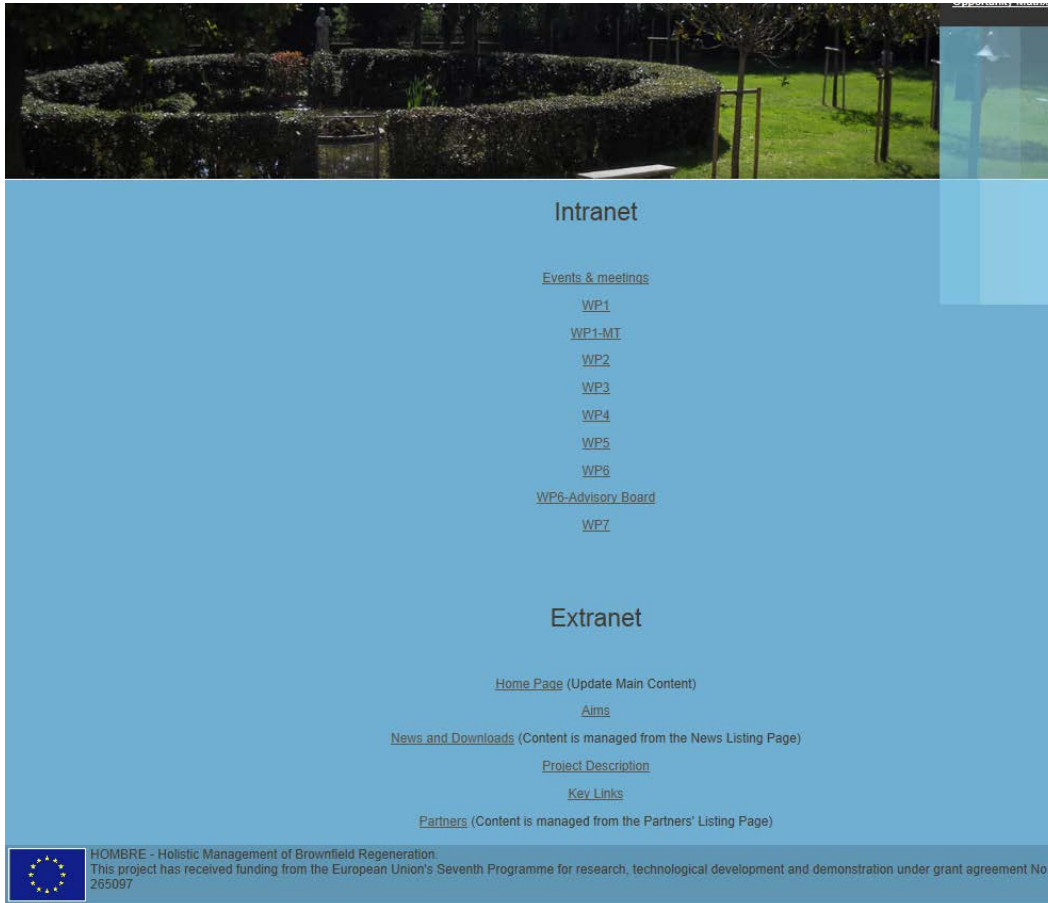 Intranet
Events & meetings
WP1
WP1-MT
WP2
WP3
WP4
WP5
WP6
WP6-Advisory Board
WP7
Extranet
Home Page (Update Main Content)
Aims
News and Downloads (Content is managed from the News Listing Page)
Project Description
Key Links
Partners (Content is managed from the Partners' Listing Page)
HOMBRE - Holistic Management of Brownfield Regeneration.
This project has received funding from the European Union's Seventh Programme for research, technological development and demonstration under grant agreement No
265097